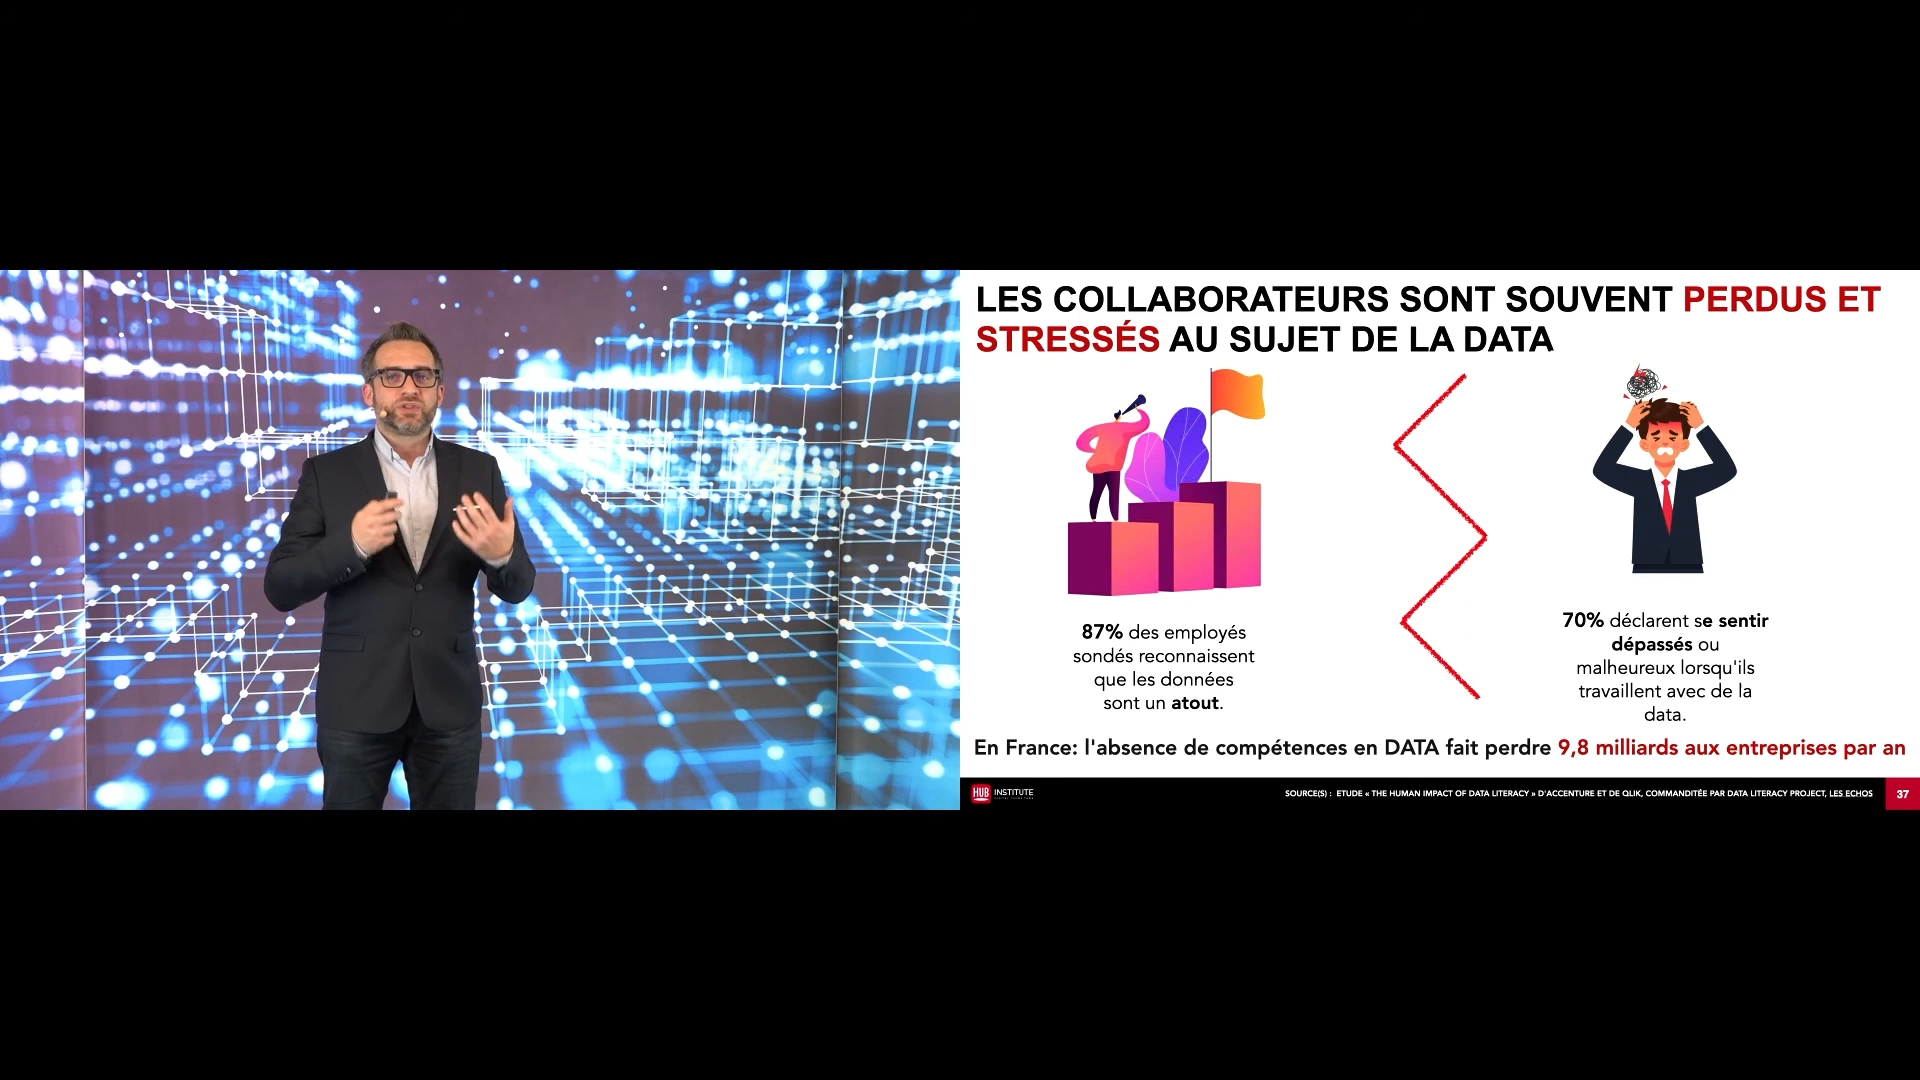 LES COLLABORATEURS SONT SOUVENT PERDUS ET
STRESSÉS AU SUJET DE LA DATA
87% des employés
sondés reconnaissent
que les données
sont un atout.
70% déclarent se sentir
dépassés ou
malheureux lorsqu'ils
travaillent avec de la
data.
En France: l'absence de compétences en DATA fait perdre 9,8 milliards aux entreprises par an
HUB INSTITUTE
SOURCE(S) : ETUDE « THE HUMAN IMPACT OF DATA LITERACY » D'ACCENTURE ET DE QLIK, COMMANDITÉE PAR DATA LITERACY PROJECT, LES ECHOS
37